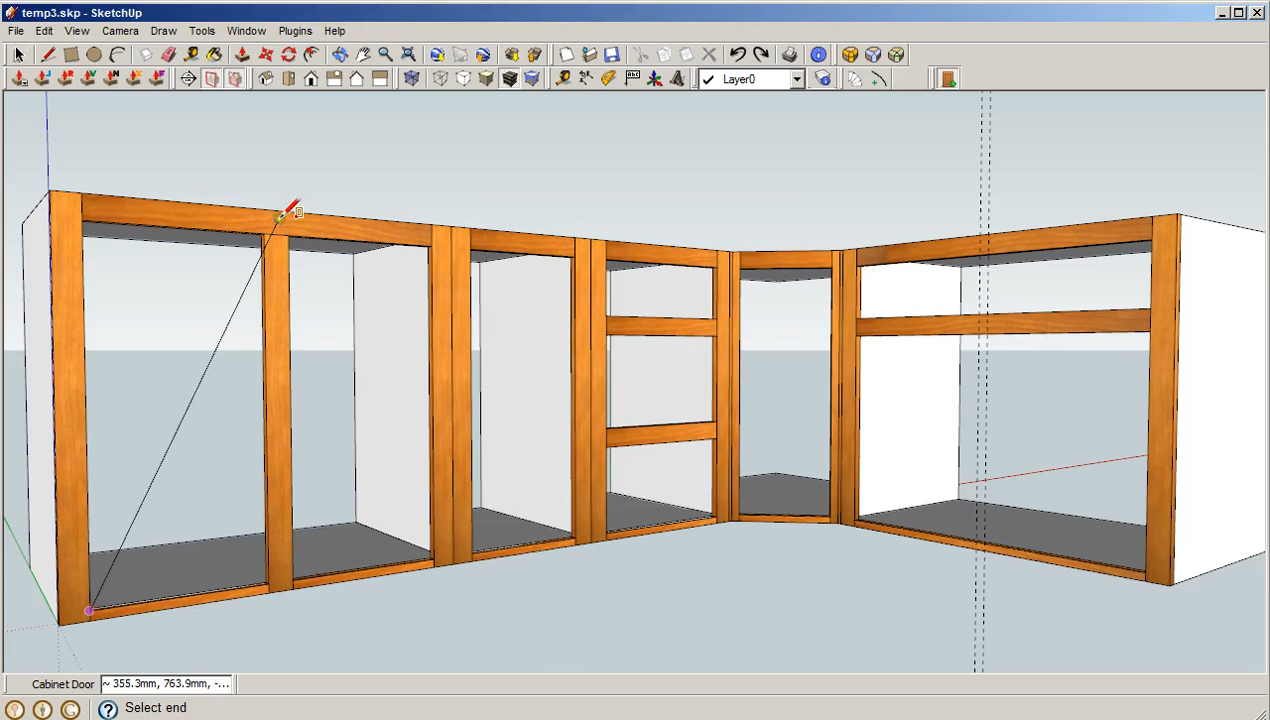 temp3.skp - SketchUp
File Edit View Camera Draw Tools Window Plugins Help
ABC
Layer0
Cabinet Door ~ 355.3mm, 763.9mm, -...
Select end